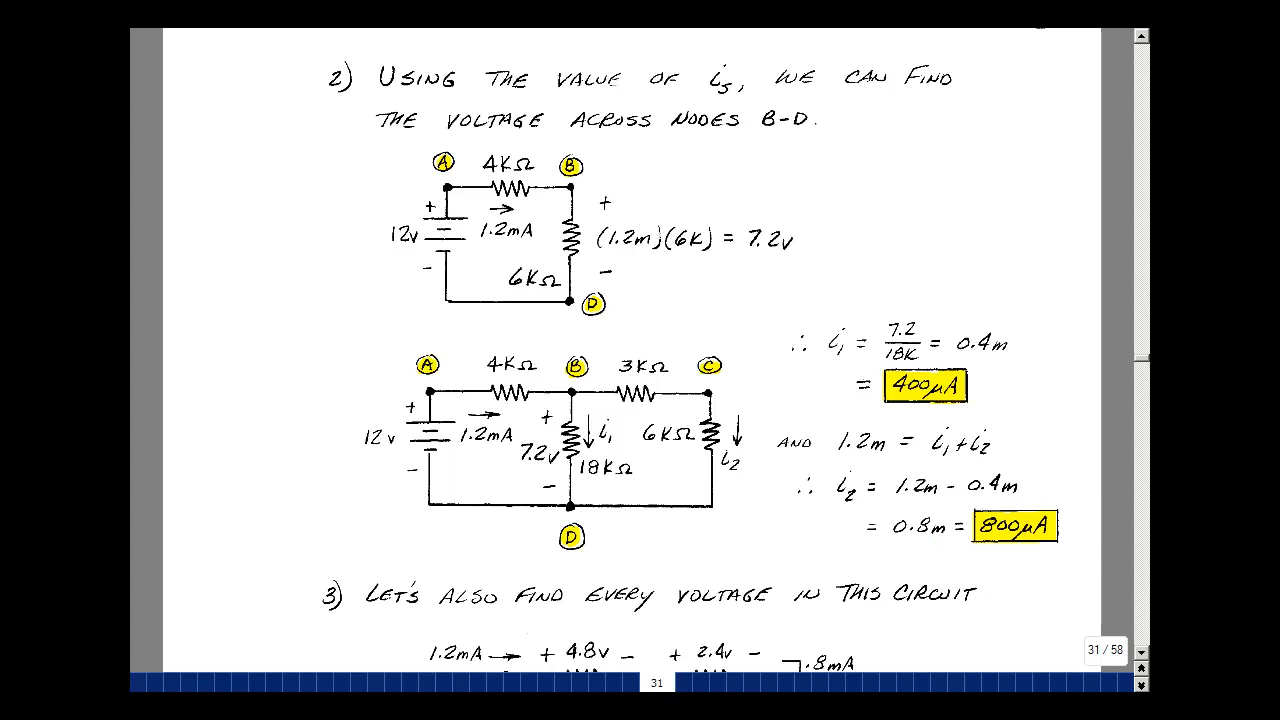 2) USING THE VALUE OF is, WE CAN FIND
THE VOLTAGE ACROSS NODES B-D.
A 4KΩ B
+ +
12v 1.2mA (1.2m)(6K) = 7.2v
- 6KΩ -
D
∴ i1 = 7.2/18K = 0.4m
= 400µA
A 4KΩ B 3KΩ C
+ +
12v 1.2mA 7.2v i1 6KΩ i2
18KΩ
- -
D
AND 1.2m = i1+i2
∴ i2 = 1.2m - 0.4m
= 0.8m = 800µA
3) LET'S ALSO FIND EVERY VOLTAGE IN THIS CIRCUIT
1.2mA + 4.8v - + 2.4v - .8mA
31 / 58
31